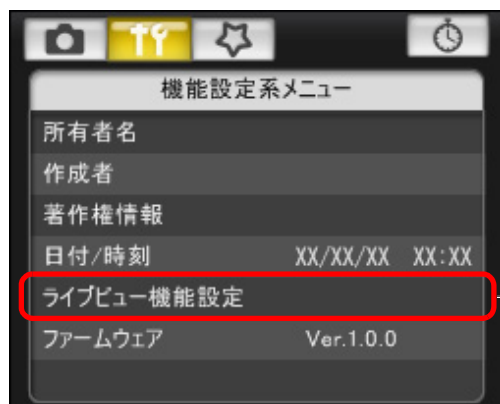 機能設定系メニュー
所有者名
作成者
著作権情報
日付/時刻 XX/XX/XX XX:XX
ライブビュー機能設定
ファームウェア Ver.1.0.0